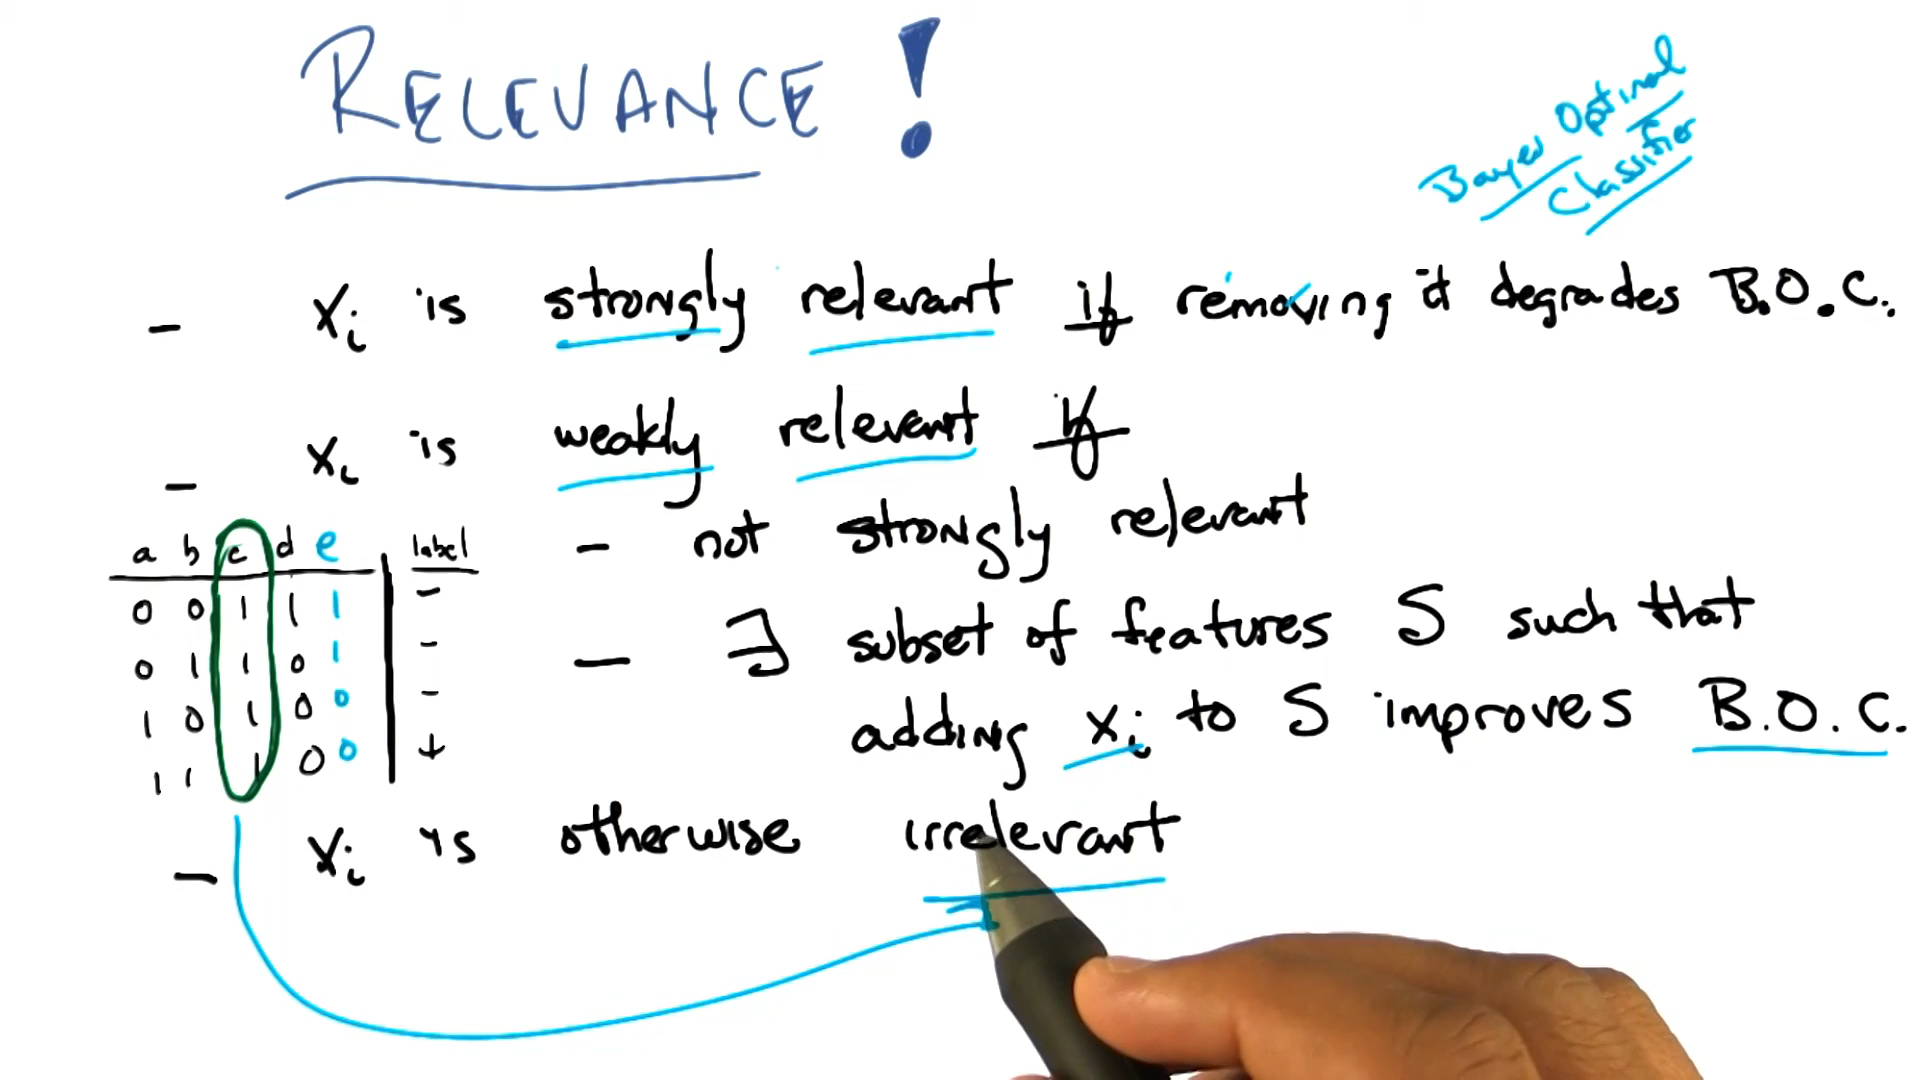 RELEVANCE!
Bayes Optimal
Classifier
- xi is strongly relevant if removing it degrades B.O.C.
- xi is weakly relevant if
- not strongly relevant
- ∃ subset of features S such that
adding xi to S improves B.O.C.
a b c d e label
0 0 1 1 1 -
0 1 1 0 1 -
1 0 1 0 0 -
1 1 1 0 0 +
- xi is otherwise irrelevant